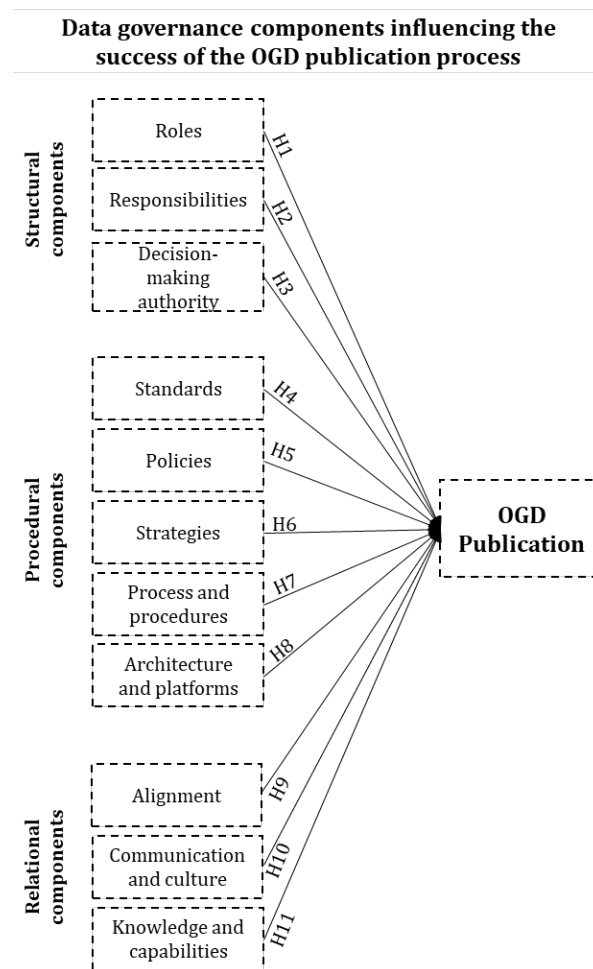 Data governance components influencing the
success of the OGD publication process
Structural
components
Roles
H1
Responsibilities
H2
Decision-
making
authority
H3
Procedural
components
Standards
H4
Policies
H5
Strategies
H6
Process and
procedures
H7
Architecture
and platforms
H8
OGD
Publication
Relational
components
Alignment
H9
Communication
and culture
H10
Knowledge and
capabilities
H11